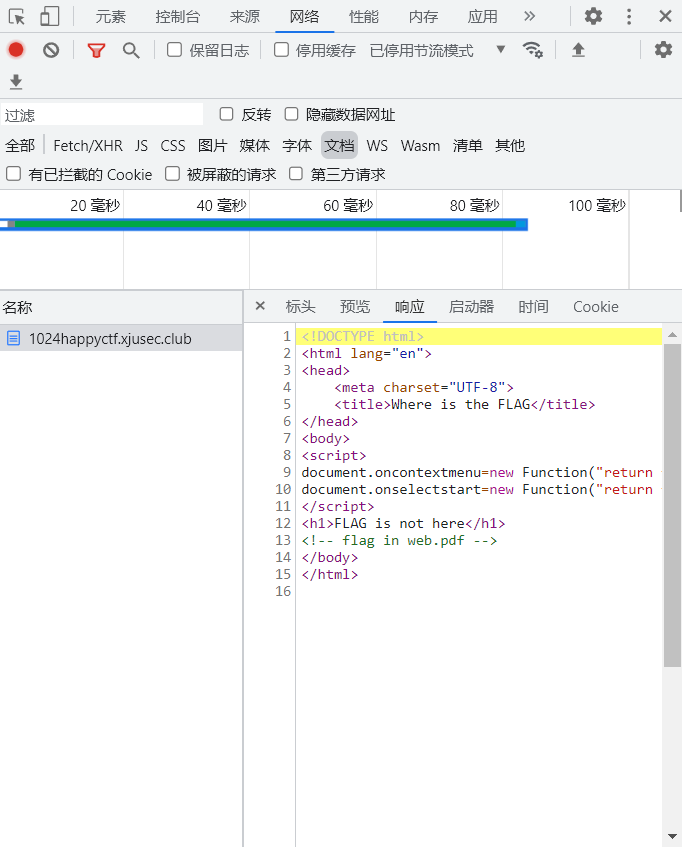 元素 控制台 来源 网络 性能 内存 应用
保留日志 停用缓存 已停用节流模式
过滤 反转 隐藏数据网址
全部 Fetch/XHR JS CSS 图片 媒体 字体 文档 WS Wasm 清单 其他
有已拦截的 Cookie 被屏蔽的请求 第三方请求
20 毫秒 40 毫秒 60 毫秒 80 毫秒 100 毫秒
名称 标头 预览 响应 启动器 时间 Cookie
1024happyctf.xjusec.club
1 <!DOCTYPE html>
2 <html lang="en">
3 <head>
4 <meta charset="UTF-8">
5 <title>Where is the FLAG</title>
6 </head>
7 <body>
8 <script>
9 document.oncontextmenu=new Function("return
10 document.onselectstart=new Function("return
11 </script>
12 <h1>FLAG is not here</h1>
13 <!-- flag in web.pdf -->
14 </body>
15 </html>
16